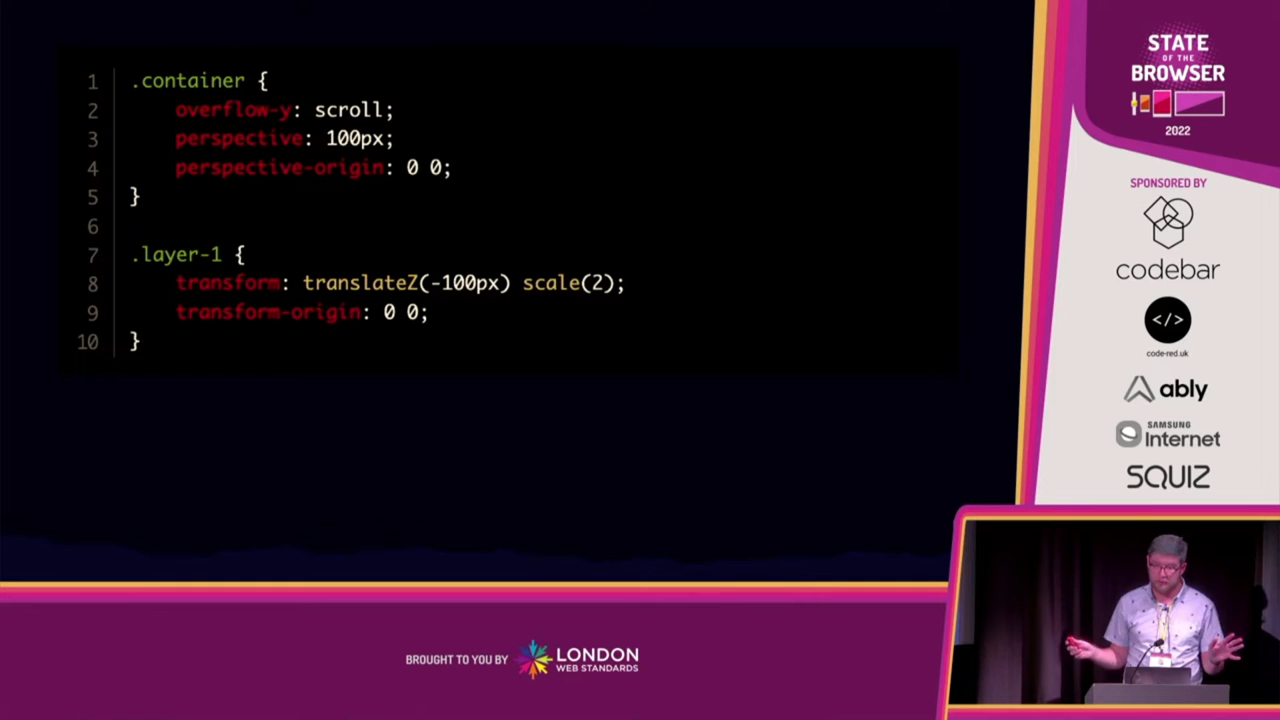 1 .container {
2 overflow-y: scroll;
3 perspective: 100px;
4 perspective-origin: 0 0;
5 }
6
7 .layer-1 {
8 transform: translateZ(-100px) scale(2);
9 transform-origin: 0 0;
10 }
STATE
OF THE
BROWSER
2022
SPONSORED BY
codebar
</>
code-red.uk
ably
SAMSUNG
Internet
SQUIZ
BROUGHT TO YOU BY
LONDON
WEB STANDARDS